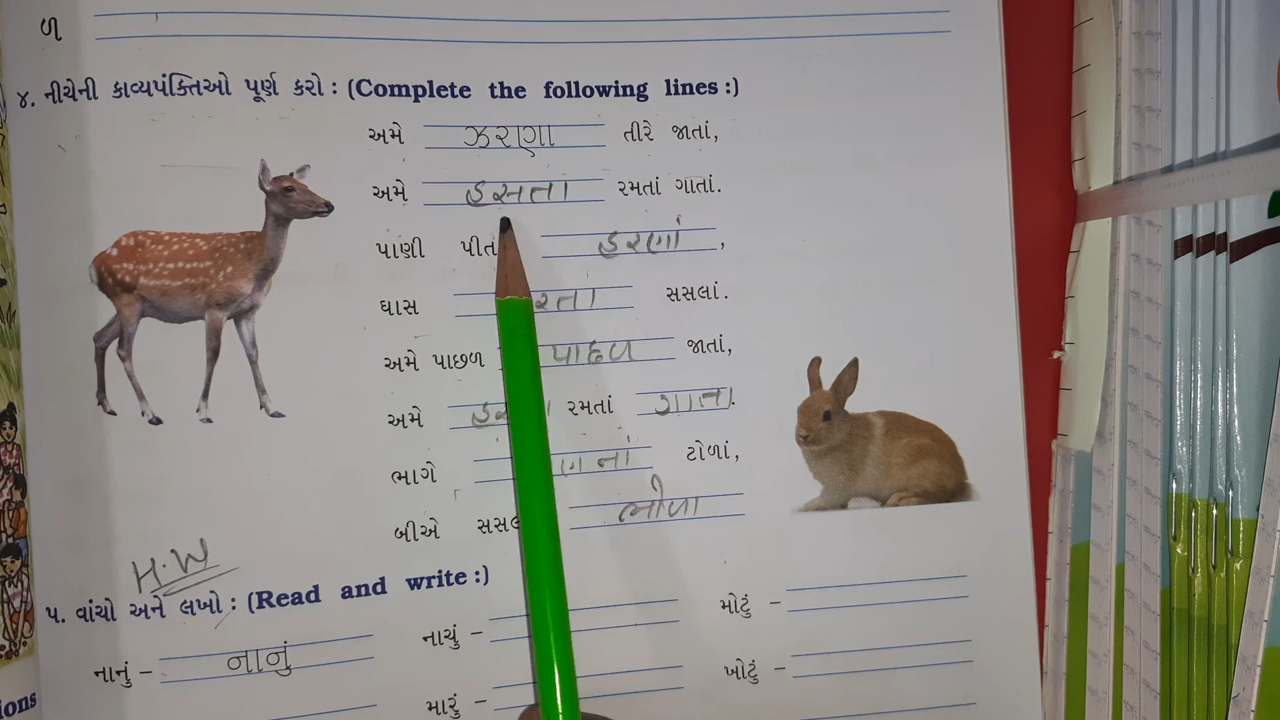 ળ
૪. નીચેની કાવ્યપંક્તિઓ પૂર્ણ કરો : (Complete the following lines :)
અમે ઝરણા તીરે જાતાં,
અમે હસતા રમતાં ગાતાં.
પાણી હરણાં,
ઘાસ સસલાં.
અમે પાછળ પાછળ જાતાં,
અમે રમતાં ગાતા.
ભાગે ટોળાં,
બીએ ભોળા
H.W
૫. વાંચો અને લખો : (Read and write :)
નાનું – નાનું નાચું – મોટું –
મારું – ખોટું –
ions